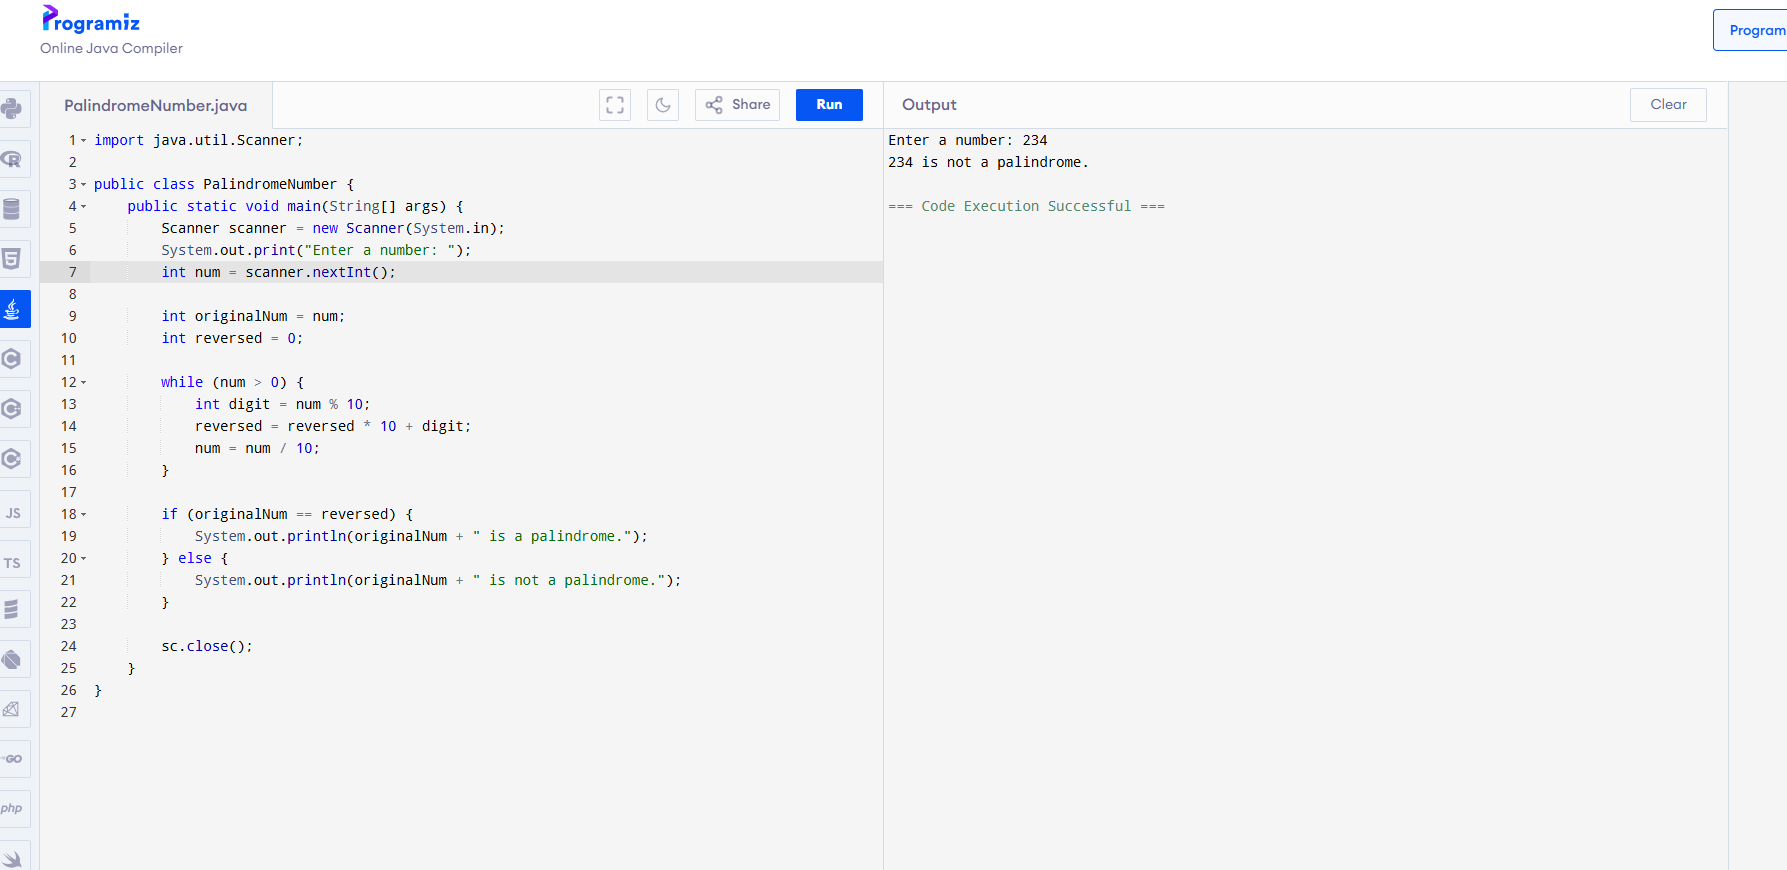 Programiz
Online Java Compiler
Program
PalindromeNumber.java
Share
Run
Output
Clear
1 import java.util.Scanner;
2
3 public class PalindromeNumber {
4     public static void main(String[] args) {
5         Scanner scanner = new Scanner(System.in);
6         System.out.print("Enter a number: ");
7         int num = scanner.nextInt();
8
9         int originalNum = num;
10         int reversed = 0;
11
12         while (num > 0) {
13             int digit = num % 10;
14             reversed = reversed * 10 + digit;
15             num = num / 10;
16         }
17
18         if (originalNum == reversed) {
19             System.out.println(originalNum + " is a palindrome.");
20         } else {
21             System.out.println(originalNum + " is not a palindrome.");
22         }
23
24         sc.close();
25     }
26 }
27
Enter a number: 234
234 is not a palindrome.
=== Code Execution Successful ===
R
5
C
C
C
JS
TS
GO
php